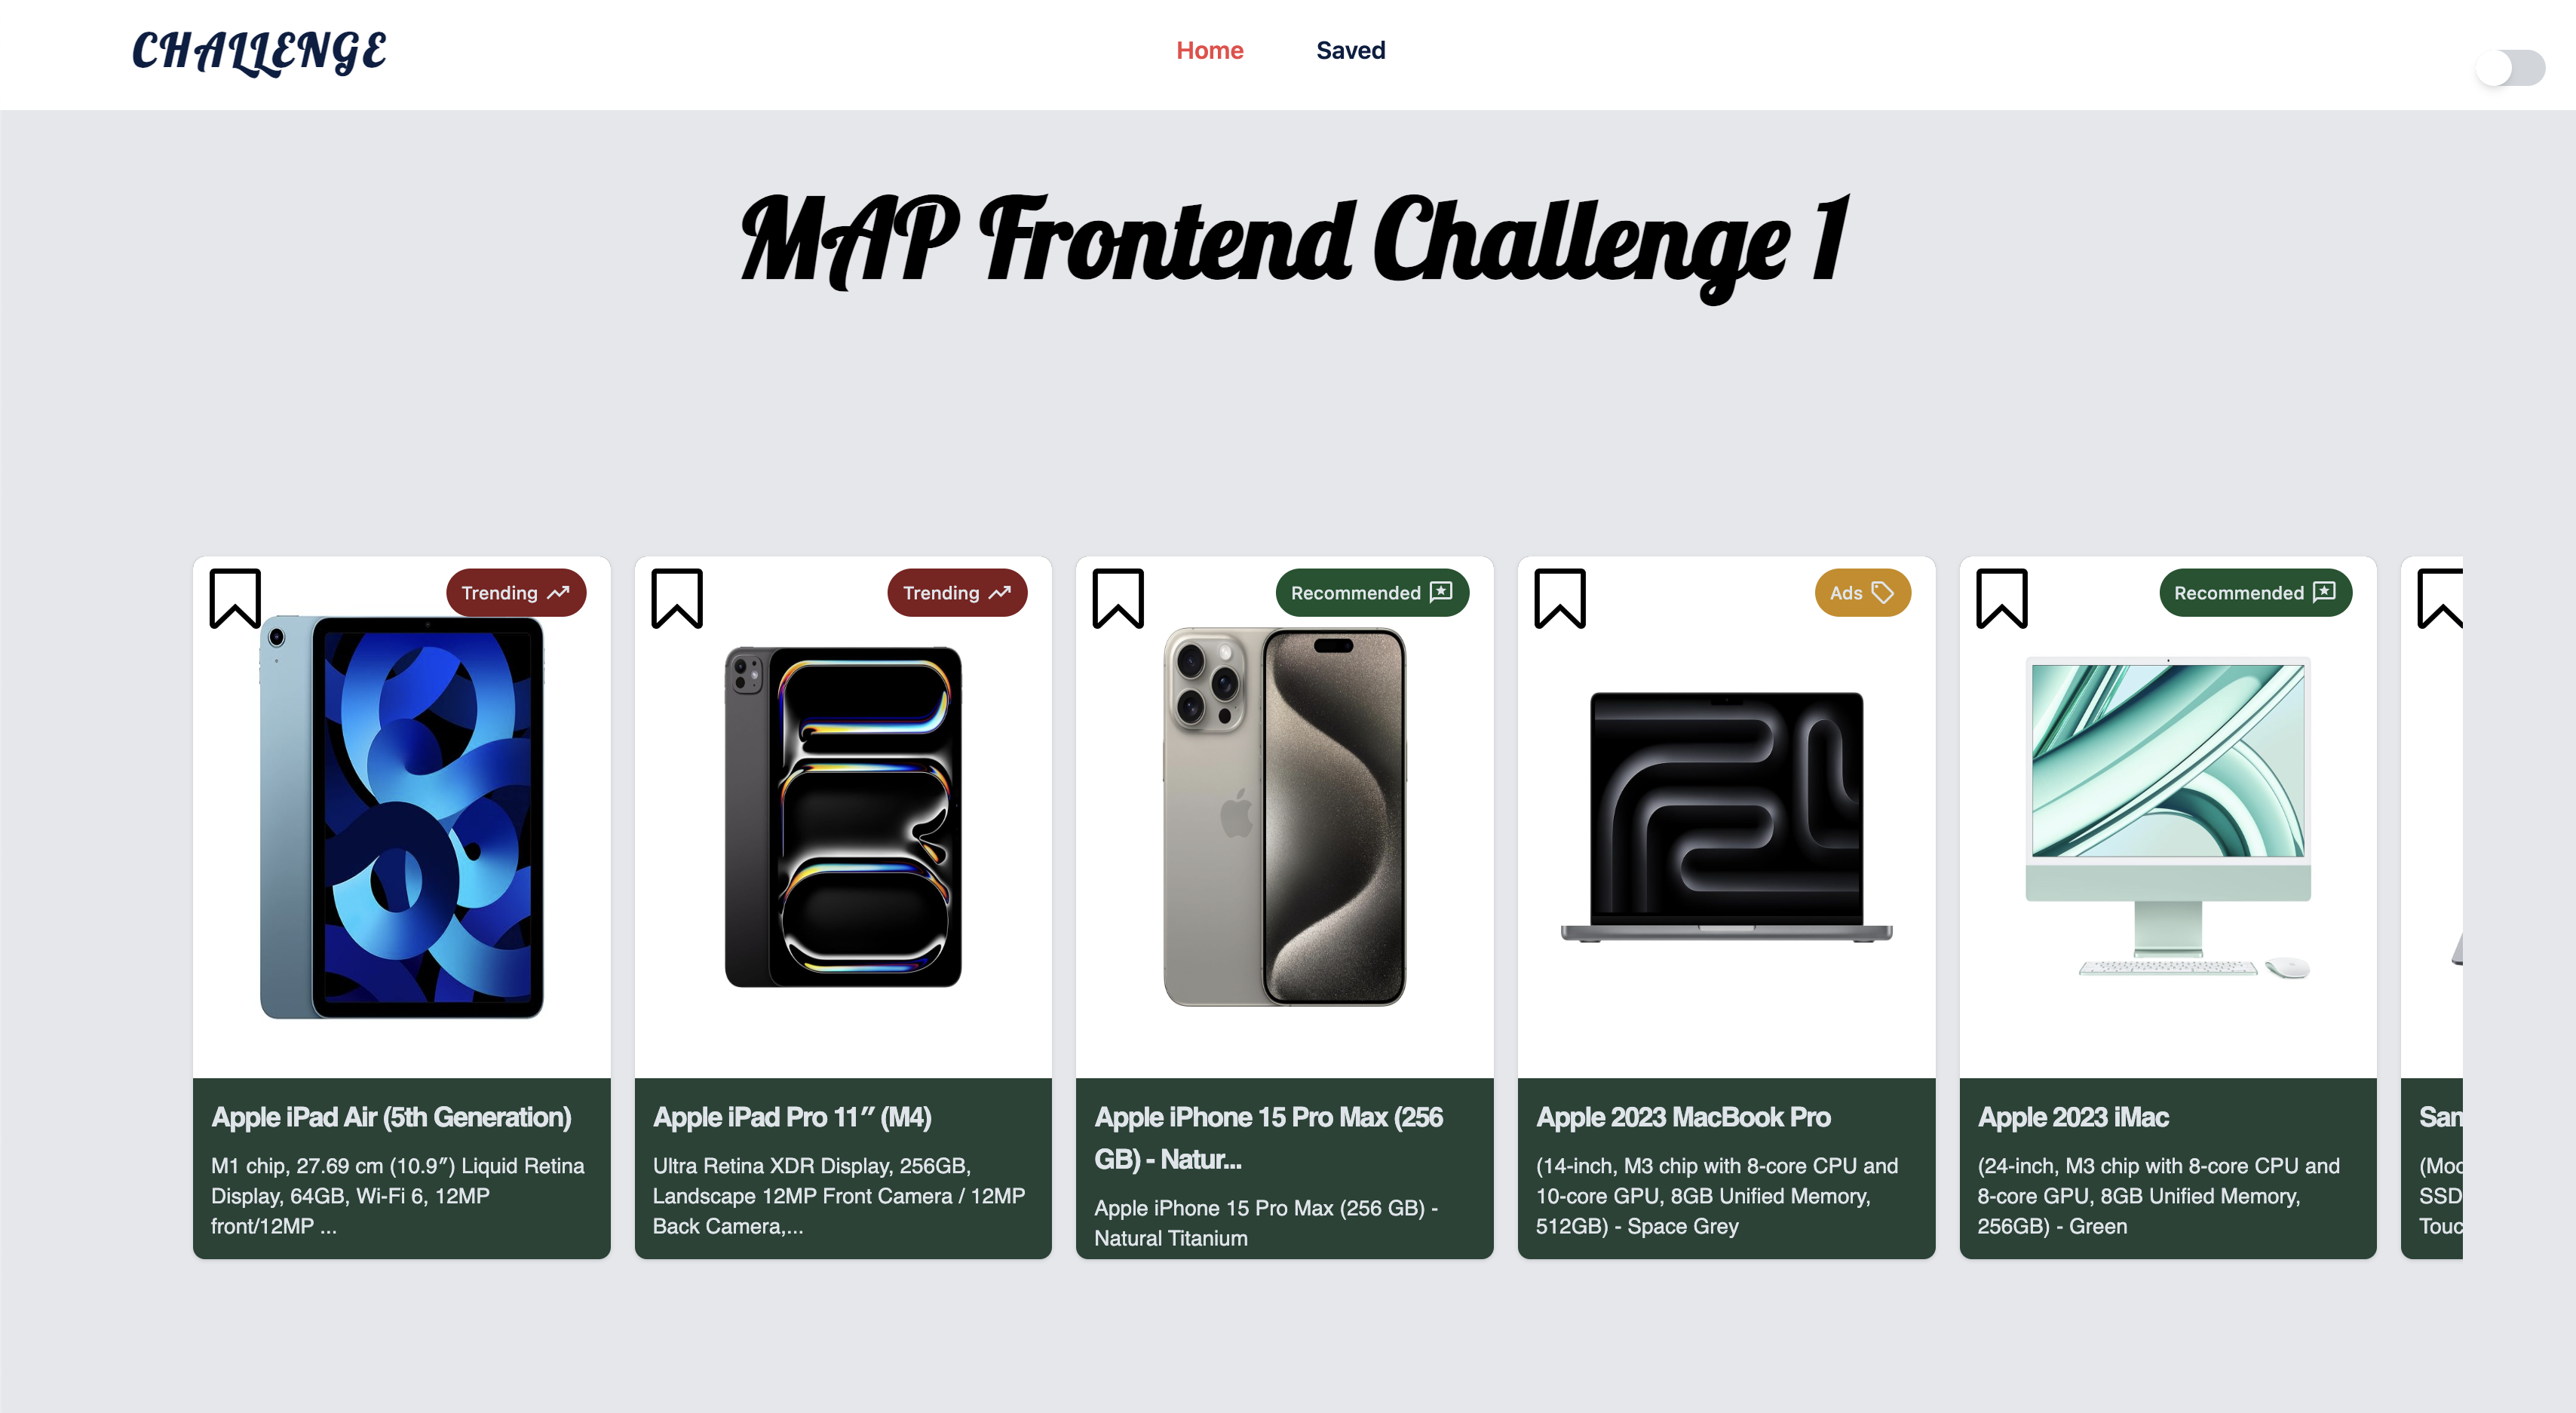 CHALLENGE
Home
Saved
MAP Frontend Challenge 1
Trending
Trending
Recommended
Ads
Recommended
Apple iPad Air (5th Generation)
M1 chip, 27.69 cm (10.9″) Liquid Retina
Display, 64GB, Wi-Fi 6, 12MP
front/12MP ...
Apple iPad Pro 11″ (M4)
Ultra Retina XDR Display, 256GB,
Landscape 12MP Front Camera / 12MP
Back Camera,...
Apple iPhone 15 Pro Max (256
GB) - Natur...
Apple iPhone 15 Pro Max (256 GB) -
Natural Titanium
Apple 2023 MacBook Pro
(14-inch, M3 chip with 8-core CPU and
10-core GPU, 8GB Unified Memory,
512GB) - Space Grey
Apple 2023 iMac
(24-inch, M3 chip with 8-core CPU and
8-core GPU, 8GB Unified Memory,
256GB) - Green
San
(Moc
SSD
Touc